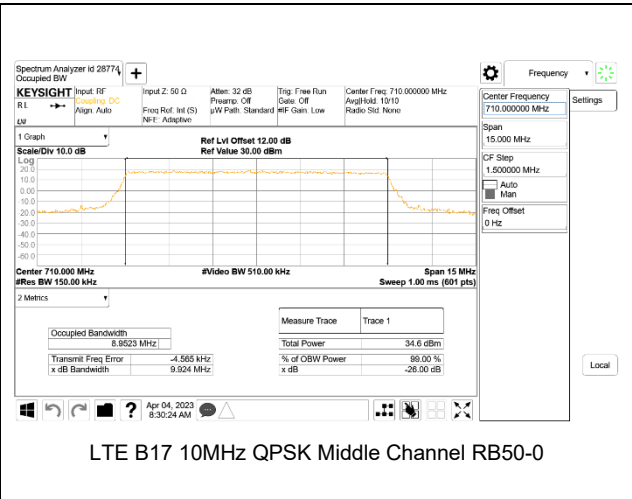 Spectrum Analyzer Id 28774
Occupied BW
Frequency
KEYSIGHT Input: RF Input Z: 50 Ω Atten: 32 dB Trig: Free Run Center Freq: 710.000000 MHz
RL Coupling: DC Preamp: Off Gate: Off Avg|Hold: 10/10
Align: Auto Freq Ref: Int (S) µW Path: Standard #IF Gain: Low Radio Std: None
NFE: Adaptive
Center Frequency
710.000000 MHz
Settings
Span
15.000 MHz
CF Step
1.500000 MHz
Auto
Man
Freq Offset
0 Hz
Local
1 Graph
Ref Lvl Offset 12.00 dB
Scale/Div 10.0 dB Ref Value 30.00 dBm
Log
20.0
10.0
0.00
-10.0
-20.0
-30.0
-40.0
-50.0
-60.0
Center 710.000 MHz #Video BW 510.00 kHz Span 15 MHz
#Res BW 150.00 kHz Sweep 1.00 ms (601 pts)
2 Metrics
Measure Trace Trace 1
Occupied Bandwidth
8.9523 MHz Total Power 34.6 dBm
Transmit Freq Error -4.565 kHz % of OBW Power 99.00 %
x dB Bandwidth 9.924 MHz x dB -26.00 dB
? Apr 04, 2023
8:30:24 AM
LTE B17 10MHz QPSK Middle Channel RB50-0